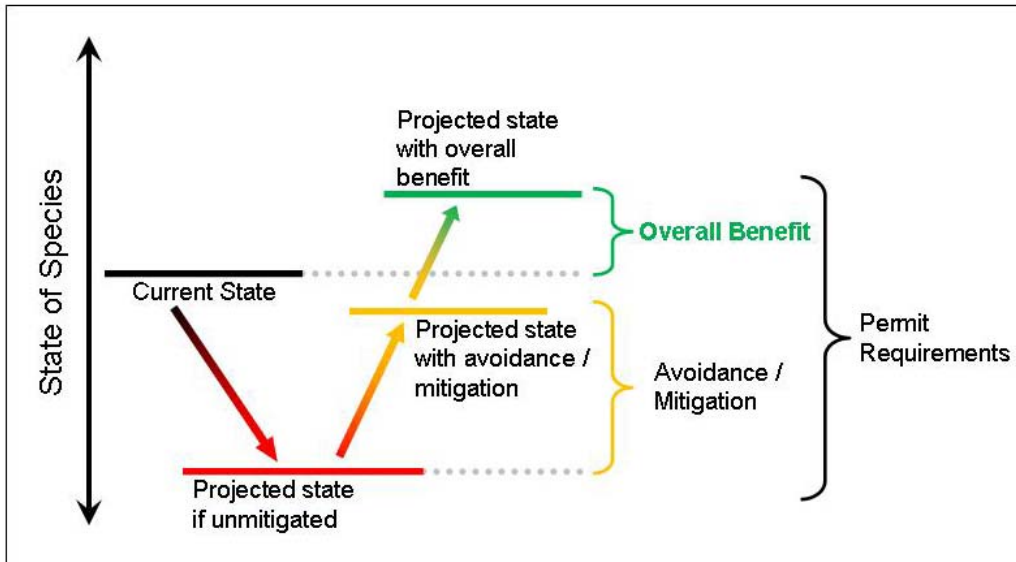 State of Species
Projected state
with overall
benefit
Overall Benefit
Current State
Projected state
with avoidance /
mitigation
Permit
Requirements
Avoidance /
Mitigation
Projected state
if unmitigated